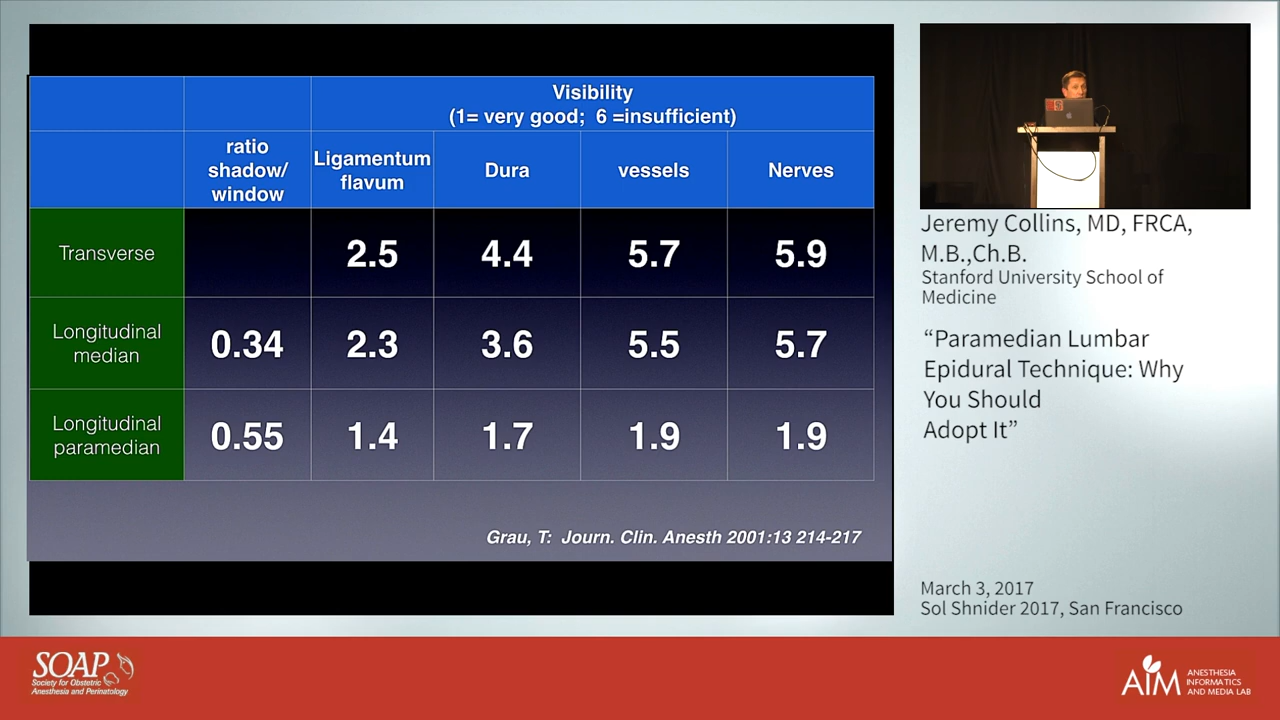 Visibility
(1= very good; 6 =insufficient)
ratio
shadow/
window
Ligamentum
flavum
Dura
vessels
Nerves
Transverse
2.5
4.4
5.7
5.9
Longitudinal
median
0.34
2.3
3.6
5.5
5.7
Longitudinal
paramedian
0.55
1.4
1.7
1.9
1.9
Grau, T: Journ. Clin. Anesth 2001:13 214-217
Jeremy Collins, MD, FRCA,
M.B.,Ch.B.
Stanford University School of
Medicine
“Paramedian Lumbar
Epidural Technique: Why
You Should
Adopt It”
March 3, 2017
Sol Shnider 2017, San Francisco
SOAP
Society for Obstetric
Anesthesia and Perinatology
AIM
ANESTHESIA
INFORMATICS
AND MEDIA LAB